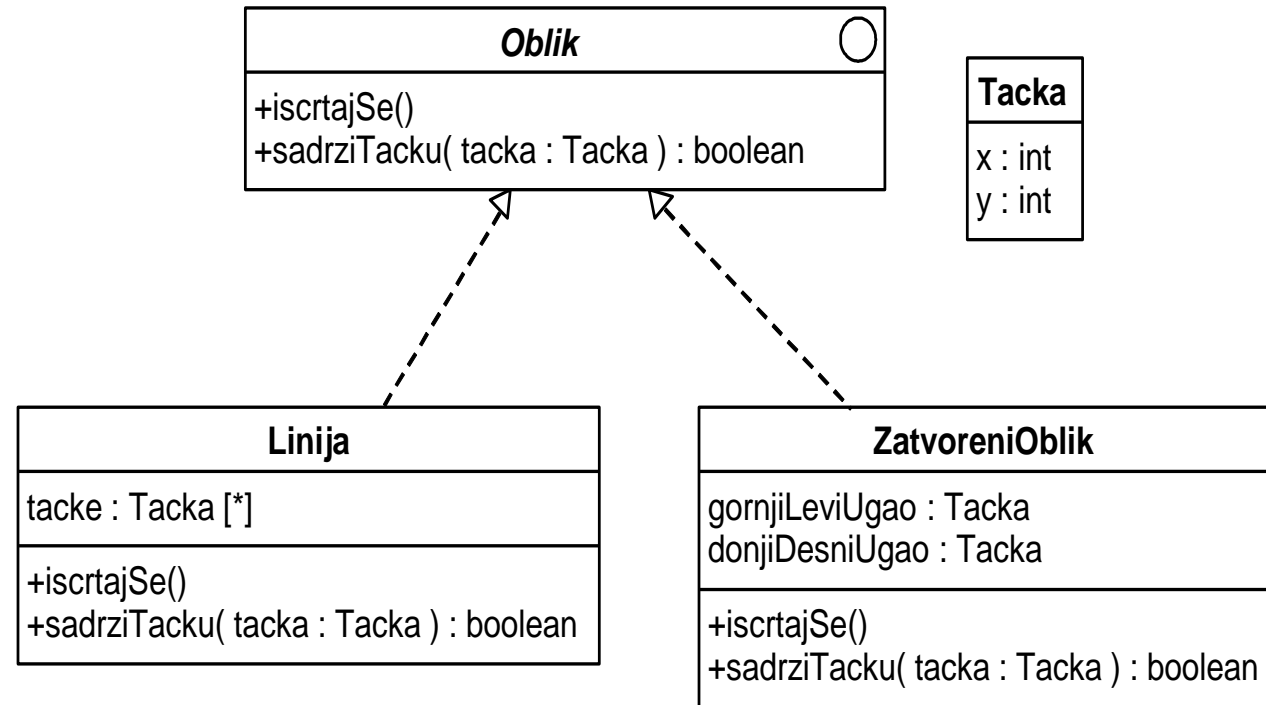 Oblik
+iscrtajSe()
+sadrziTacku( tacka : Tacka ) : boolean
Tacka
x : int
y : int
Linija
tacke : Tacka [*]
+iscrtajSe()
+sadrziTacku( tacka : Tacka ) : boolean
ZatvoreniOblik
gornjiLeviUgao : Tacka
donjiDesniUgao : Tacka
+iscrtajSe()
+sadrziTacku( tacka : Tacka ) : boolean